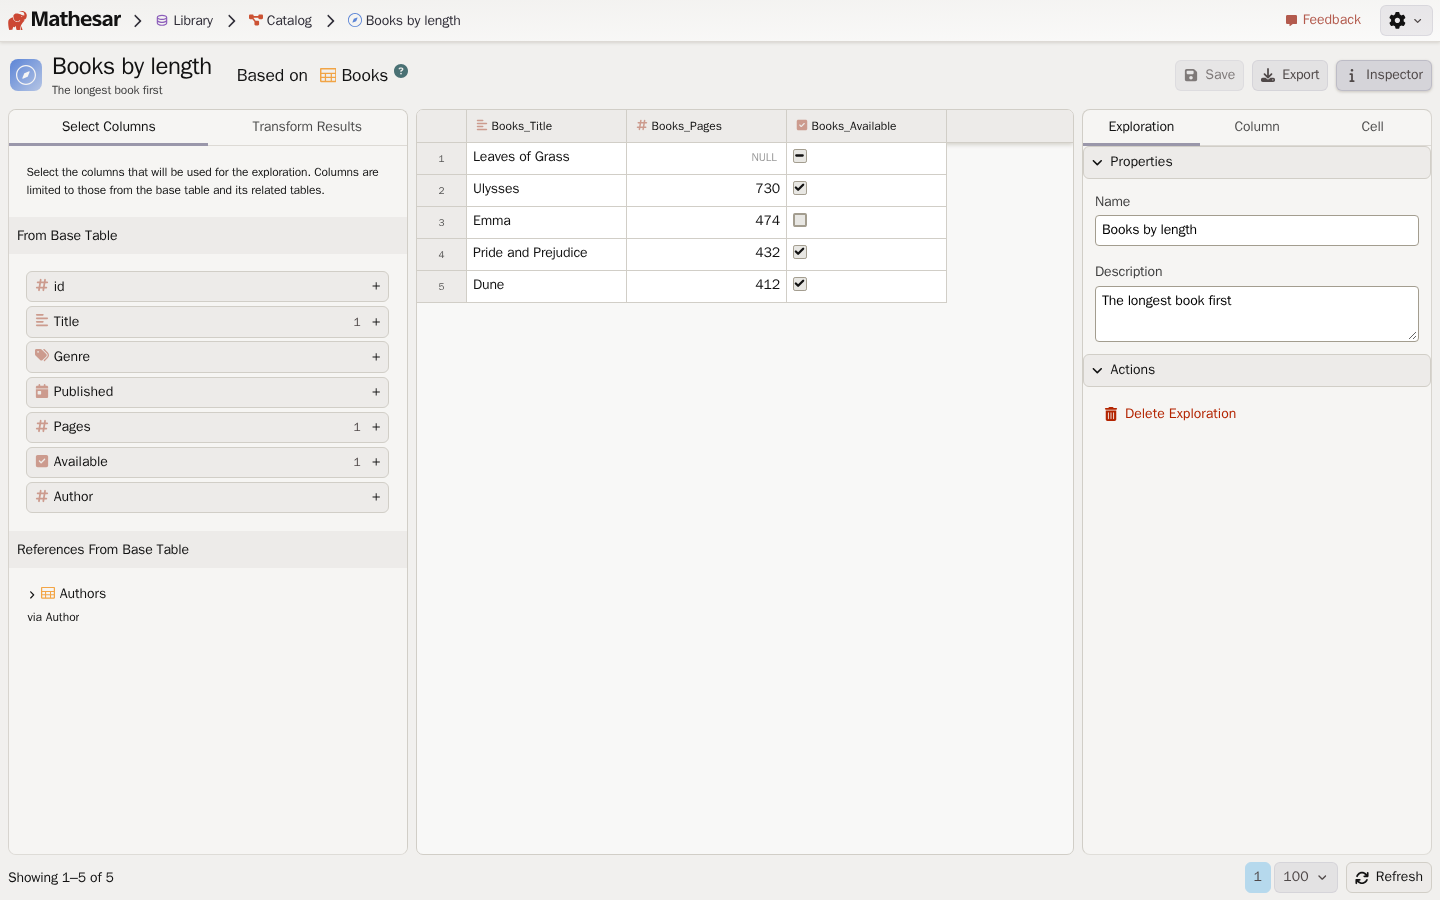 Mathesar
Library
Catalog
Books by length
Feedback
Books by length
The longest book first
Based on
Books
?
Save
Export
Inspector
Select Columns
Transform Results
Select the columns that will be used for the exploration. Columns are
limited to those from the base table and its related tables.
From Base Table
id
Title 1
Genre
Published
Pages 1
Available 1
Author
References From Base Table
Authors
via Author
Books_Title Books_Pages Books_Available
1 Leaves of Grass NULL
2 Ulysses 730
3 Emma 474
4 Pride and Prejudice 432
5 Dune 412
Exploration
Column
Cell
Properties
Name
Books by length
Description
The longest book first
Actions
Delete Exploration
Showing 1–5 of 5
1
100
Refresh